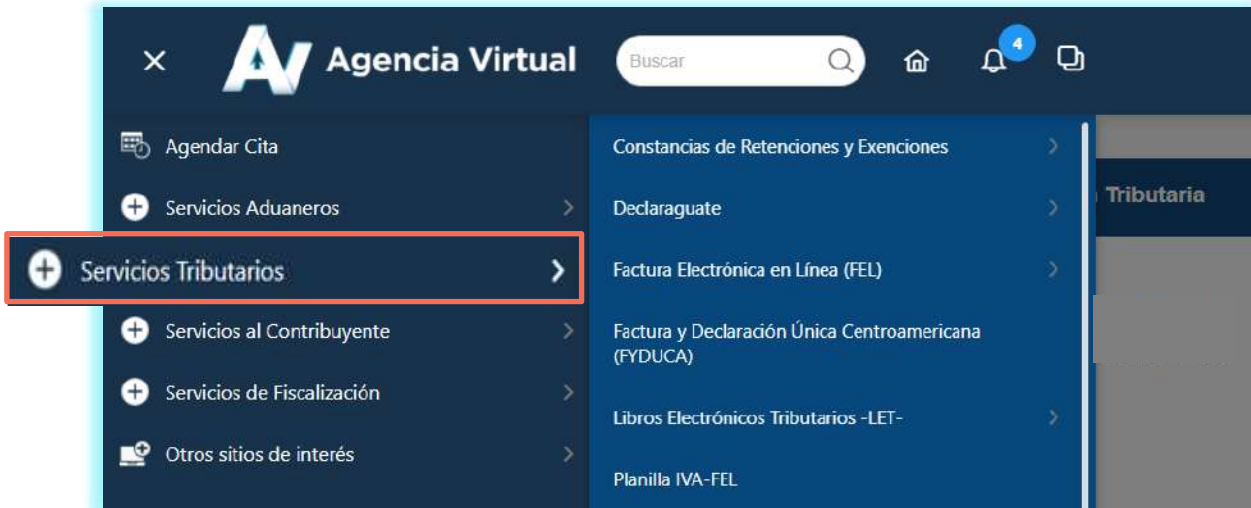 Agencia Virtual
Buscar
4
Agendar Cita
Servicios Aduaneros
Servicios Tributarios
Servicios al Contribuyente
Servicios de Fiscalización
Otros sitios de interés
Constancias de Retenciones y Exenciones
Declaraguate
Factura Electrónica en Línea (FEL)
Factura y Declaración Única Centroamericana
(FYDUCA)
Libros Electrónicos Tributarios -LET-
Planilla IVA-FEL
Tributaria